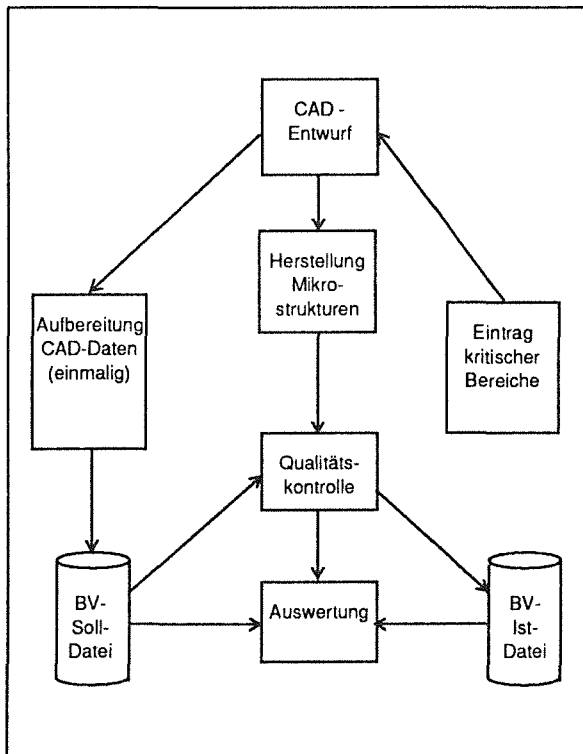 CAD -
Entwurf
Herstellung
Mikro-
strukturen
Aufbereitung
CAD-Daten
(einmalig)
Eintrag
kritischer
Bereiche
Qualitäts-
kontrolle
BV-
Soll-
Datei
Auswertung
BV-
Ist-
Datei